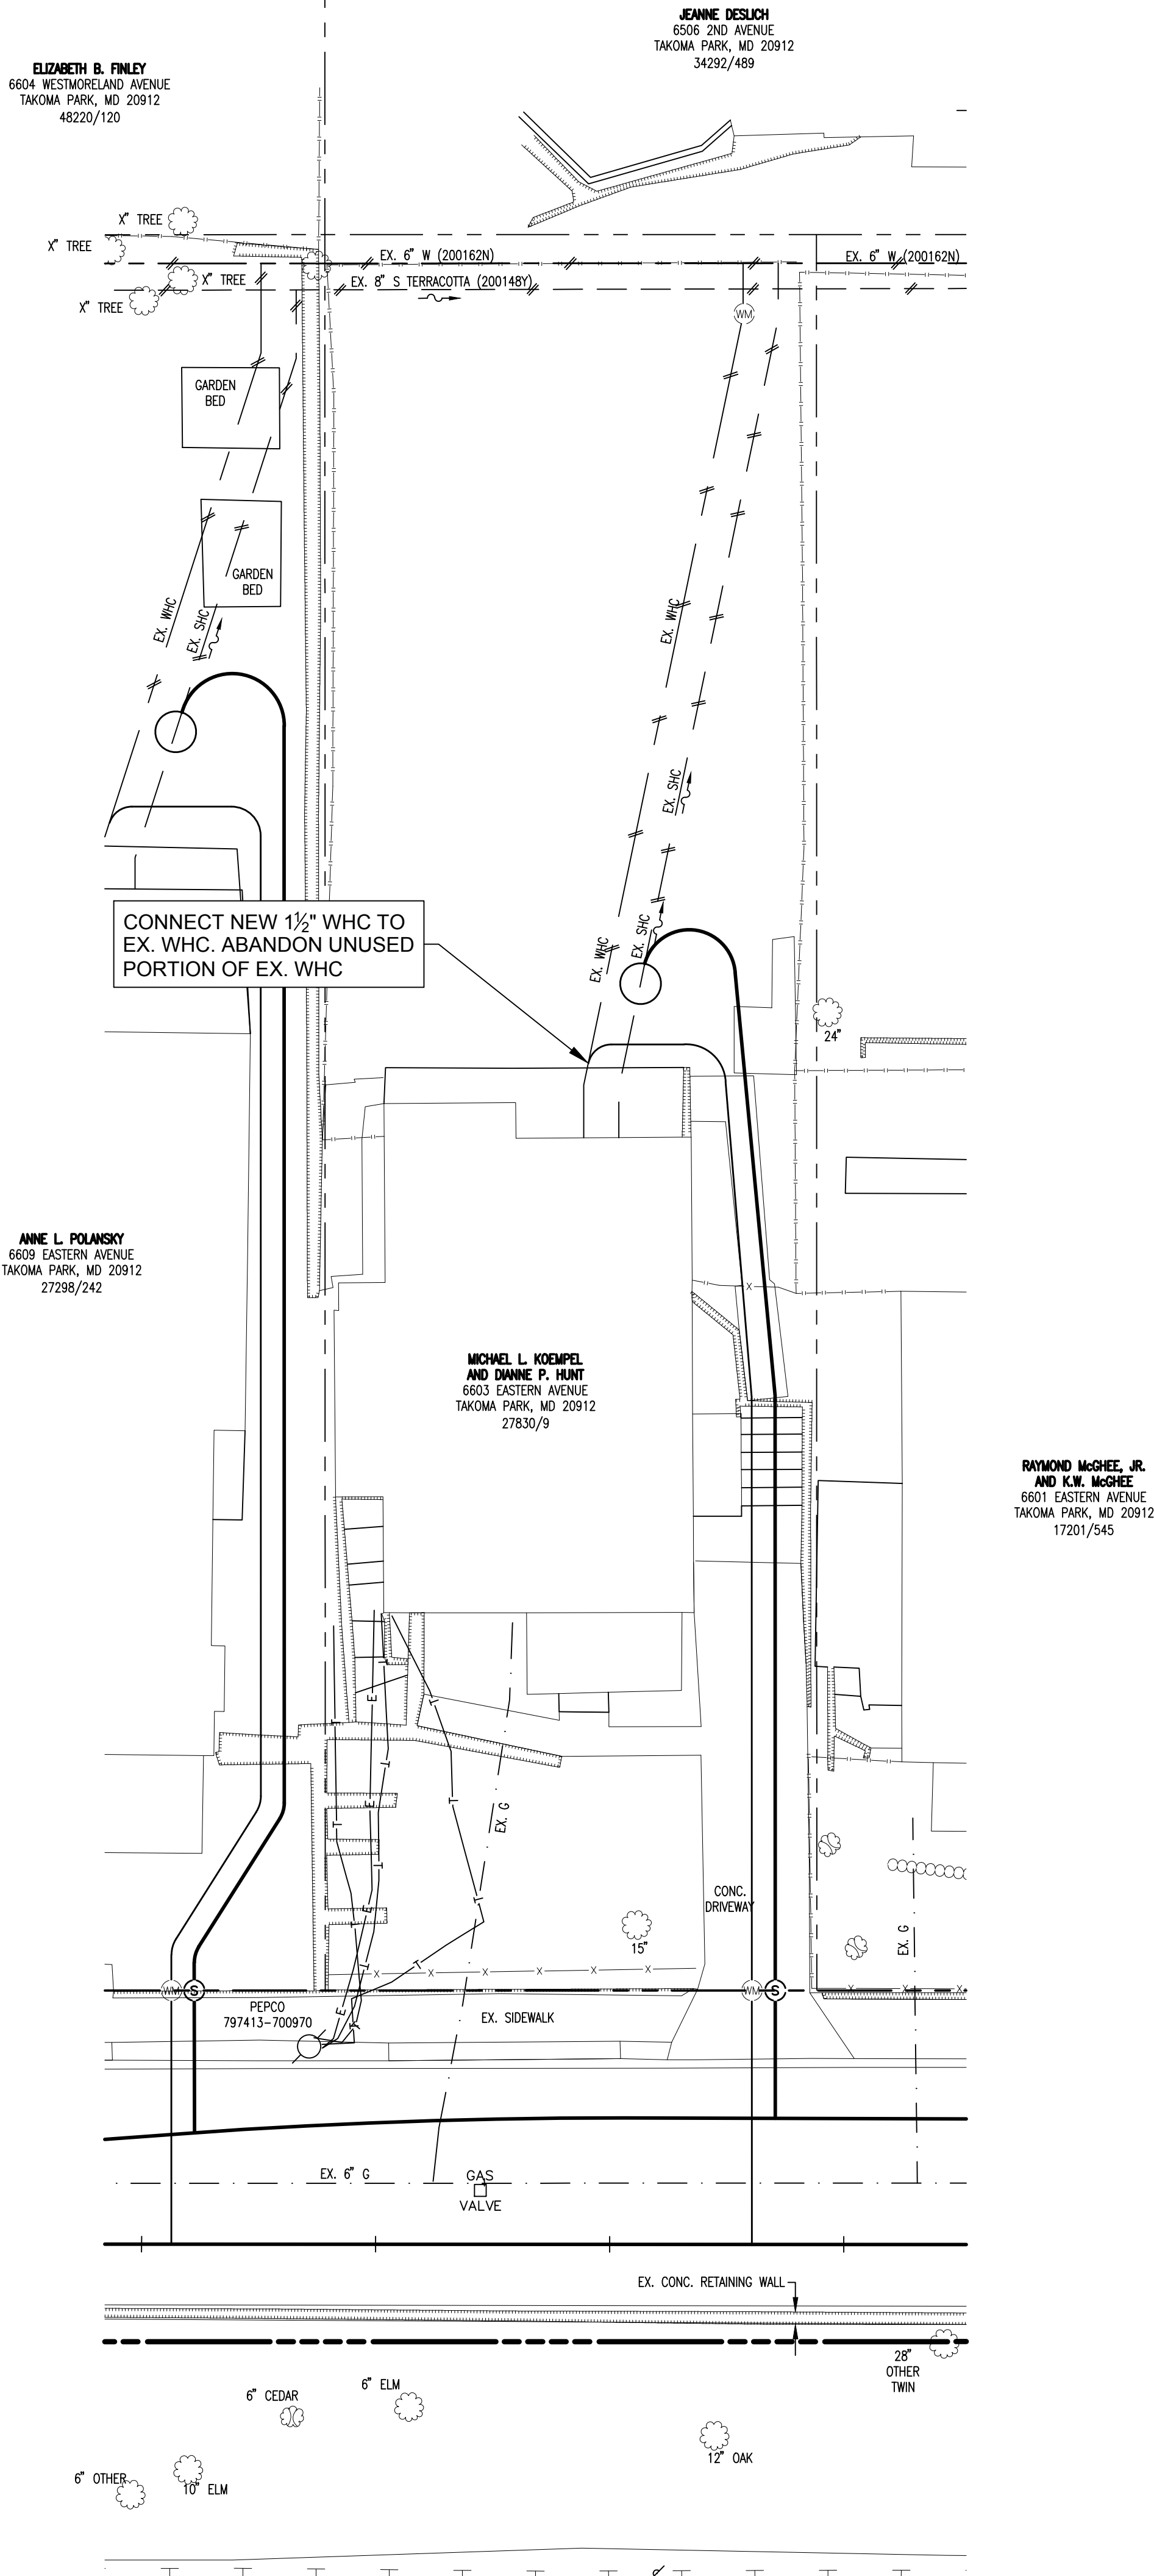 JEANNE DESLICH
6506 2ND AVENUE
TAKOMA PARK, MD 20912
34292/489
ELIZABETH B. FINLEY
6604 WESTMORELAND AVENUE
TAKOMA PARK, MD 20912
48220/120
X" TREE
X" TREE
X" TREE
X" TREE
EX. 6" W (200162N)
EX. 6" W (200162N)
EX. 8" S TERRACOTTA (200148Y)
WM
GARDEN
BED
GARDEN
BED
EX. WHC
EX. SHC
EX. WHC
EX. SHC
CONNECT NEW 1½" WHC TO
EX. WHC. ABANDON UNUSED
PORTION OF EX. WHC
EX. WHC
EX. SHC
24"
ANNE L. POLANSKY
6609 EASTERN AVENUE
TAKOMA PARK, MD 20912
27298/242
X
MICHAEL L. KOEMPEL
AND DIANNE P. HUNT
6603 EASTERN AVENUE
TAKOMA PARK, MD 20912
27830/9
RAYMOND McGHEE, JR.
AND K.W. McGHEE
6601 EASTERN AVENUE
TAKOMA PARK, MD 20912
17201/545
T
E
T
T
T
E
T
T
EX. G
T
T
E
T
T
T
E
T
CONC.
DRIVEWAY
15"
EX. G
X X X X X X
X X X
WM S
WM S
PEPCO
797413-700970
EX. SIDEWALK
EX. 6" G
GAS
VALVE
EX. CONC. RETAINING WALL
28"
OTHER
TWIN
6" CEDAR
6" ELM
12" OAK
6" OTHER
10" ELM